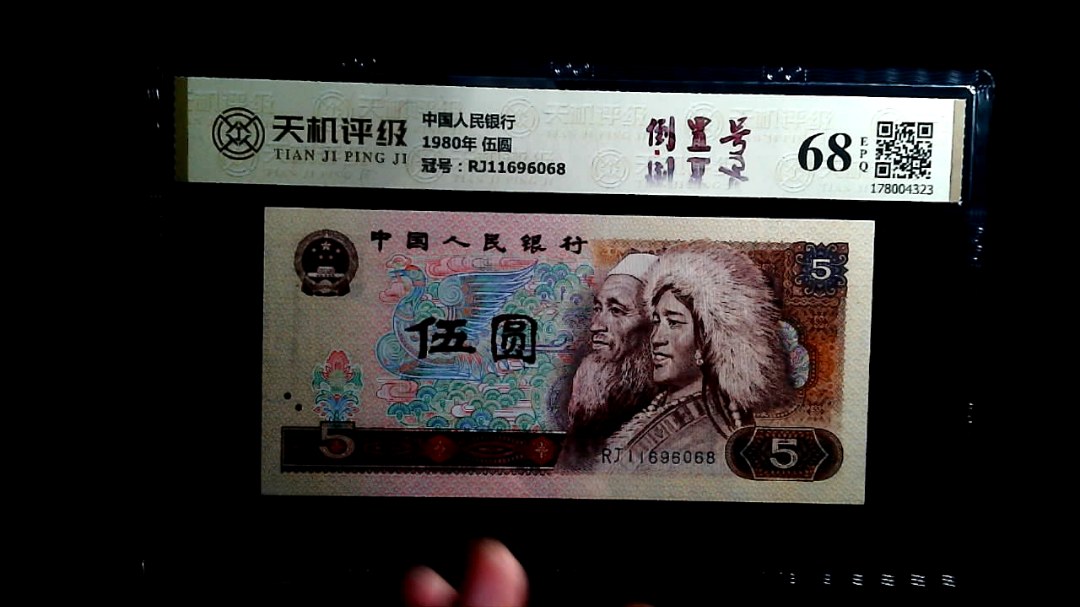 天机评级
TIAN JI PING JI
中国人民银行
1980年 伍圆
冠号：RJ11696068
倒置号
68
EPQ
178004323
中国人民银行
5
伍圆
5
RJ11696068
5